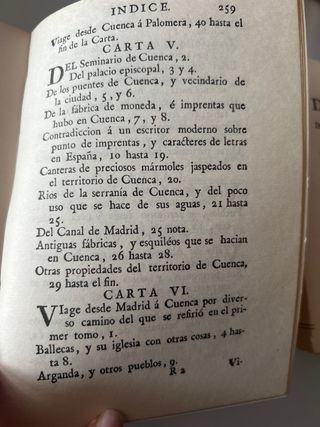 INDICE. 259
Viage desde Cuenca á Palomera, 40 hasta el
fin de la Carta.
CARTA V.
DEL Seminario de Cuenca, 2.
Del palacio episcopal, 3 y 4.
De los puentes de Cuenca, y vecindario de
la ciudad, 5, y 6.
De la fábrica de moneda, é imprentas que
hubo en Cuenca, 7, y 8.
Contradiccion á un escritor moderno sobre
punto de imprentas, y caractéres de letras
en España, 10 hasta 19.
Canteras de preciosos mármoles jaspeados en
el territorio de Cuenca, 20.
Rios de la serranía de Cuenca, y del poco
uso que se hace de sus aguas, 21 hasta
25.
Del Canal de Madrid, 25 nota.
Antiguas fábricas, y esquiléos que se hacian
en Cuenca, 26 hasta 28.
Otras propiedades del territorio de Cuenca,
29 hasta el fin.
CARTA VI.
VIage desde Madrid á Cuenca por diver-
so camino del que se refirió en el pri-
mer tomo, 1.
Ballecas, y su iglesia con otras cosas, 4 has-
ta 8.
Arganda, y otros pueblos, 9.
R 2 Vi-